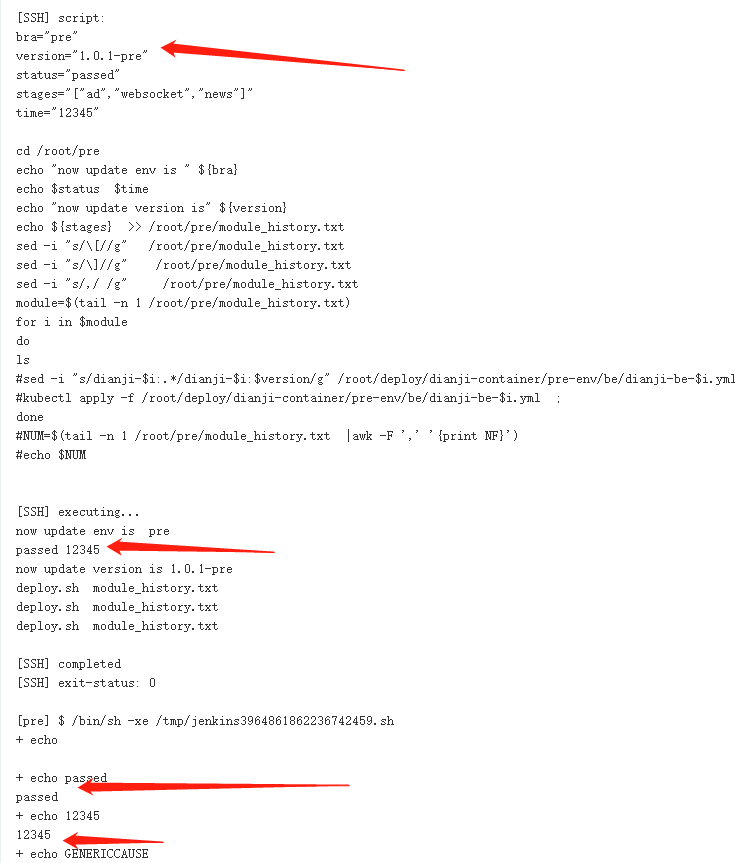 [SSH] script:
bra="pre"
version="1.0.1-pre"
status="passed"
stages="["ad","websocket","news"]"
time="12345"
cd /root/pre
echo "now update env is " ${bra}
echo $status  $time
echo "now update version is" ${version}
echo ${stages}  >> /root/pre/module_history.txt
sed -i "s/\[//g"   /root/pre/module_history.txt
sed -i "s/\]//g"    /root/pre/module_history.txt
sed -i "s/,/ /g"     /root/pre/module_history.txt
module=$(tail -n 1 /root/pre/module_history.txt)
for i in $module
do
ls
#sed -i "s/dianji-$i:.*/dianji-$i:$version/g" /root/deploy/dianji-container/pre-env/be/dianji-be-$i.yml
#kubectl apply -f /root/deploy/dianji-container/pre-env/be/dianji-be-$i.yml  ;
done
#NUM=$(tail -n 1 /root/pre/module_history.txt  |awk -F ',' '{print NF}')
#echo $NUM
[SSH] executing...
now update env is  pre
passed 12345
now update version is 1.0.1-pre
deploy.sh  module_history.txt
deploy.sh  module_history.txt
deploy.sh  module_history.txt
[SSH] completed
[SSH] exit-status: 0
[pre] $ /bin/sh -xe /tmp/jenkins3964861862236742459.sh
+ echo
+ echo passed
passed
+ echo 12345
12345
+ echo GENERICCAUSE